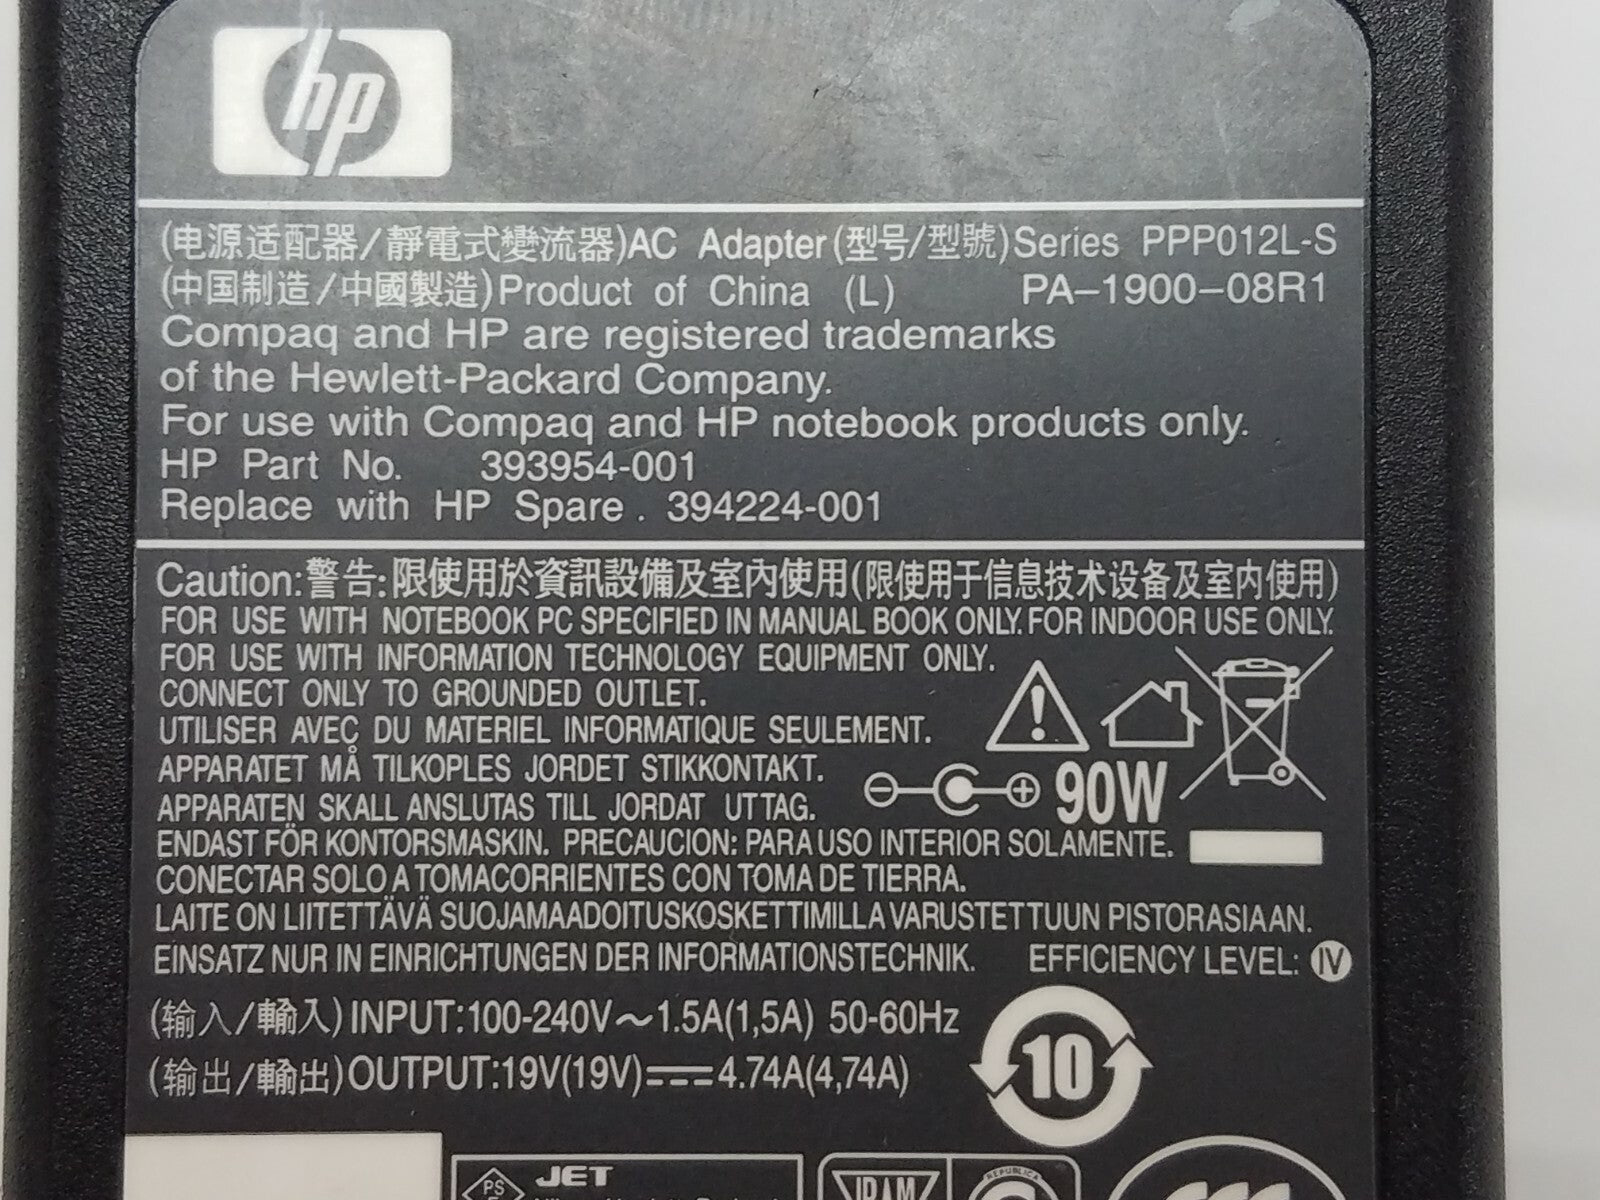 hp
(电源适配器/靜電式變流器)AC Adapter(型号/型號)Series PPP012L-S
(中国制造/中國製造)Product of China (L) PA-1900-08R1
Compaq and HP are registered trademarks
of the Hewlett-Packard Company.
For use with Compaq and HP notebook products only.
HP Part No. 393954-001
Replace with HP Spare . 394224-001
Caution:警告:限使用於資訊設備及室內使用(限使用于信息技术设备及室内使用)
FOR USE WITH NOTEBOOK PC SPECIFIED IN MANUAL BOOK ONLY. FOR INDOOR USE ONLY.
FOR USE WITH INFORMATION TECHNOLOGY EQUIPMENT ONLY.
CONNECT ONLY TO GROUNDED OUTLET.
UTILISER AVEC DU MATERIEL INFORMATIQUE SEULEMENT.
APPARATET MÅ TILKOPLES JORDET STIKKONTAKT.
90W
APPARATEN SKALL ANSLUTAS TILL JORDAT UTTAG.
ENDAST FÖR KONTORSMASKIN. PRECAUCION: PARA USO INTERIOR SOLAMENTE.
CONECTAR SOLO A TOMACORRIENTES CON TOMA DE TIERRA.
LAITE ON LIITETTÄVÄ SUOJAMAADOITUSKOSKETTIMILLA VARUSTETTUUN PISTORASIAAN.
EINSATZ NUR IN EINRICHTUNGEN DER INFORMATIONSTECHNIK. EFFICIENCY LEVEL: IV
(输入/輸入) INPUT:100-240V～1.5A(1,5A) 50-60Hz
(输出/輸出) OUTPUT:19V(19V)⎓4.74A(4,74A)
10
PS
JET
IRAM
REPUBLICA